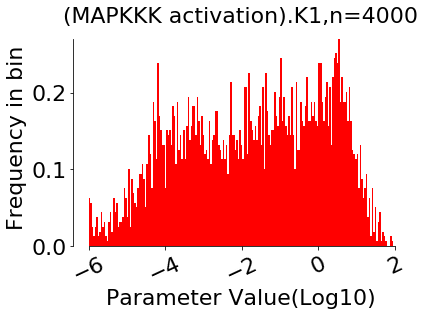 (MAPKKK activation).K1,n=4000
Frequency in bin
0.2
0.1
0.0
−6
−4
−2
0
2
Parameter Value(Log10)